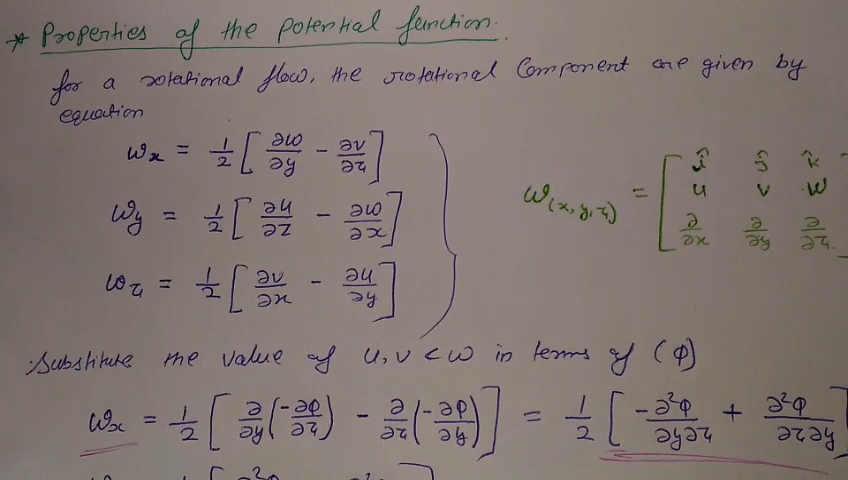 * Properties of the potential function.
for a rotational flow, the rotational Component are given by
equation
ωx = 1/2 [ ∂ω/∂y − ∂v/∂z ]
ωy = 1/2 [ ∂u/∂z − ∂ω/∂x ]
ωz = 1/2 [ ∂v/∂x − ∂u/∂y ]
ω(x, y, z) = [ î ĵ k̂
u v w
∂/∂x ∂/∂y ∂/∂z
Substitute the value of u, v & ω in terms of (φ)
ωx = 1/2 [ ∂/∂y (−∂φ/∂z) − ∂/∂z (−∂φ/∂y) ] = 1/2 [ −∂²φ/∂y∂z + ∂²φ/∂z∂y ]